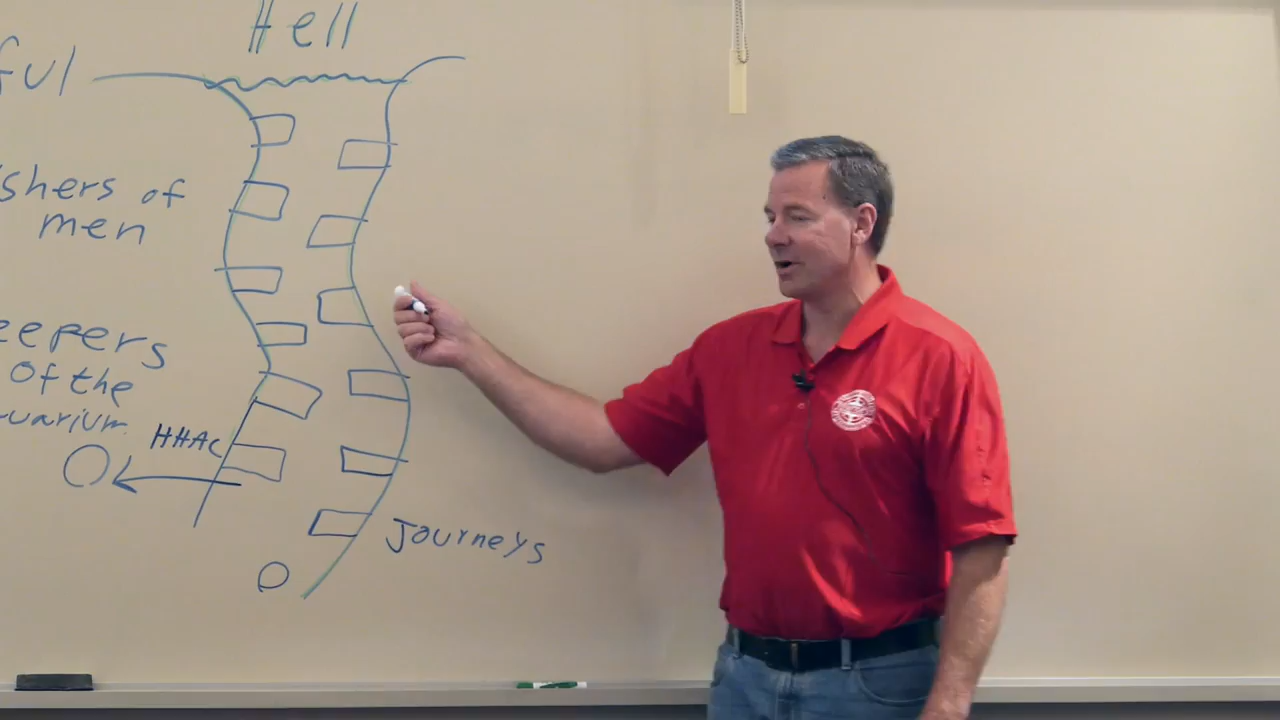 Hell
ful
shers of
men
eepers
of the
uarium
HHAC
Journeys